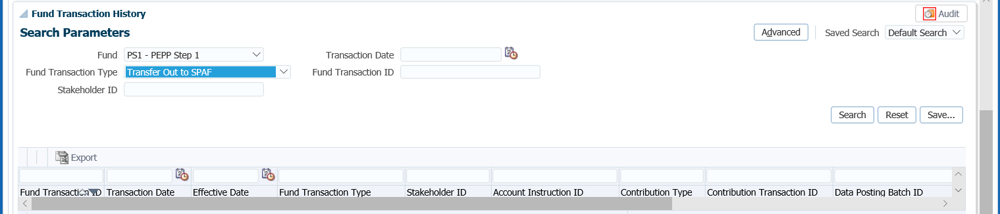 Fund Transaction History
Audit
Search Parameters
Advanced Saved Search Default Search
Fund PS1 - PEPP Step 1 Transaction Date
Fund Transaction Type Transfer Out to SPAF Fund Transaction ID
Stakeholder ID
Search Reset Save...
Export
Fund Transaction ID Transaction Date Effective Date Fund Transaction Type Stakeholder ID Account Instruction ID Contribution Type Contribution Transaction ID Data Posting Batch ID